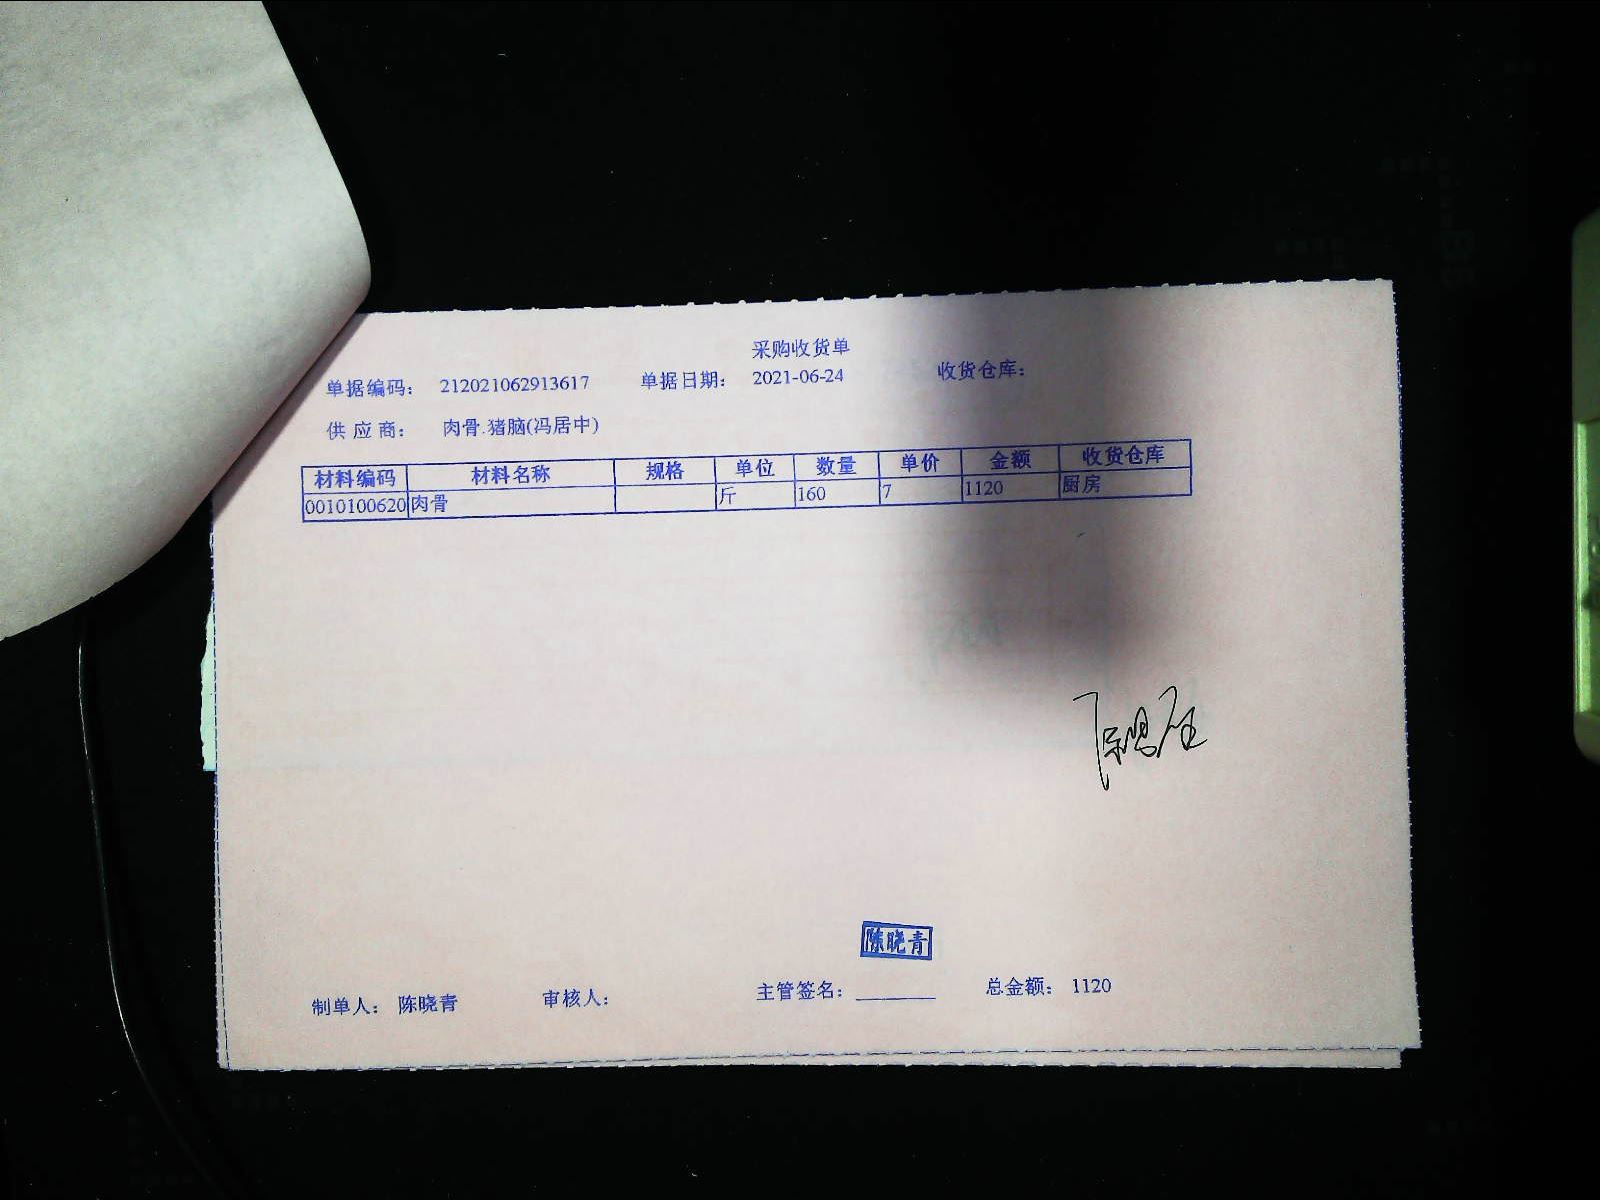 采购收货单
单据编码： 212021062913617 单据日期： 2021-06-24 收货仓库：
供 应 商： 肉骨.猪脑(冯居中)
材料编码 材料名称 规格 单位 数量 单价 金额 收货仓库
0010100620 肉骨 斤 160 7 1120 厨房
陈晓青
制单人： 陈晓青 审核人： 主管签名： ________ 总金额： 1120